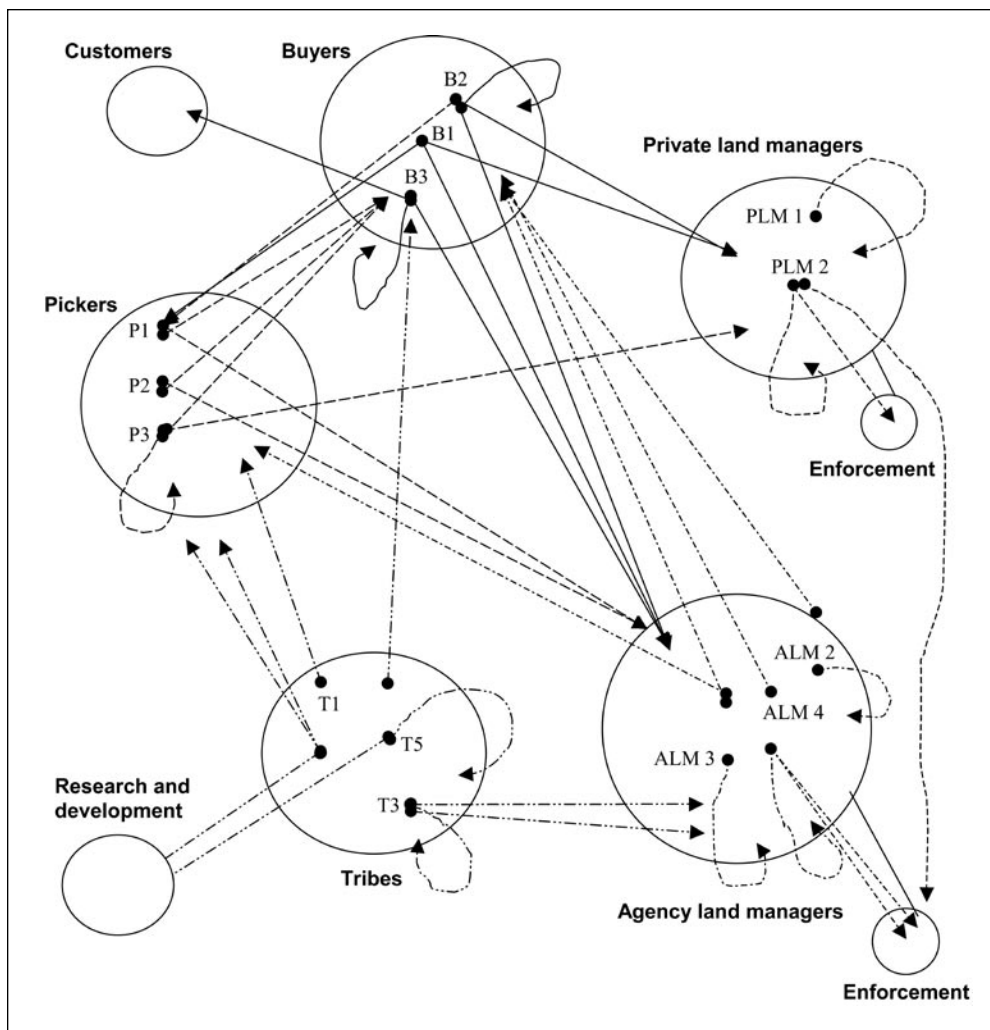 Customers
Buyers
B2
B1
Private land managers
B3
PLM 1
PLM 2
Pickers
P1
P2
P3
Enforcement
ALM 2
T1
ALM 4
T5
ALM 3
Research and
development
T3
Tribes
Agency land managers
Enforcement